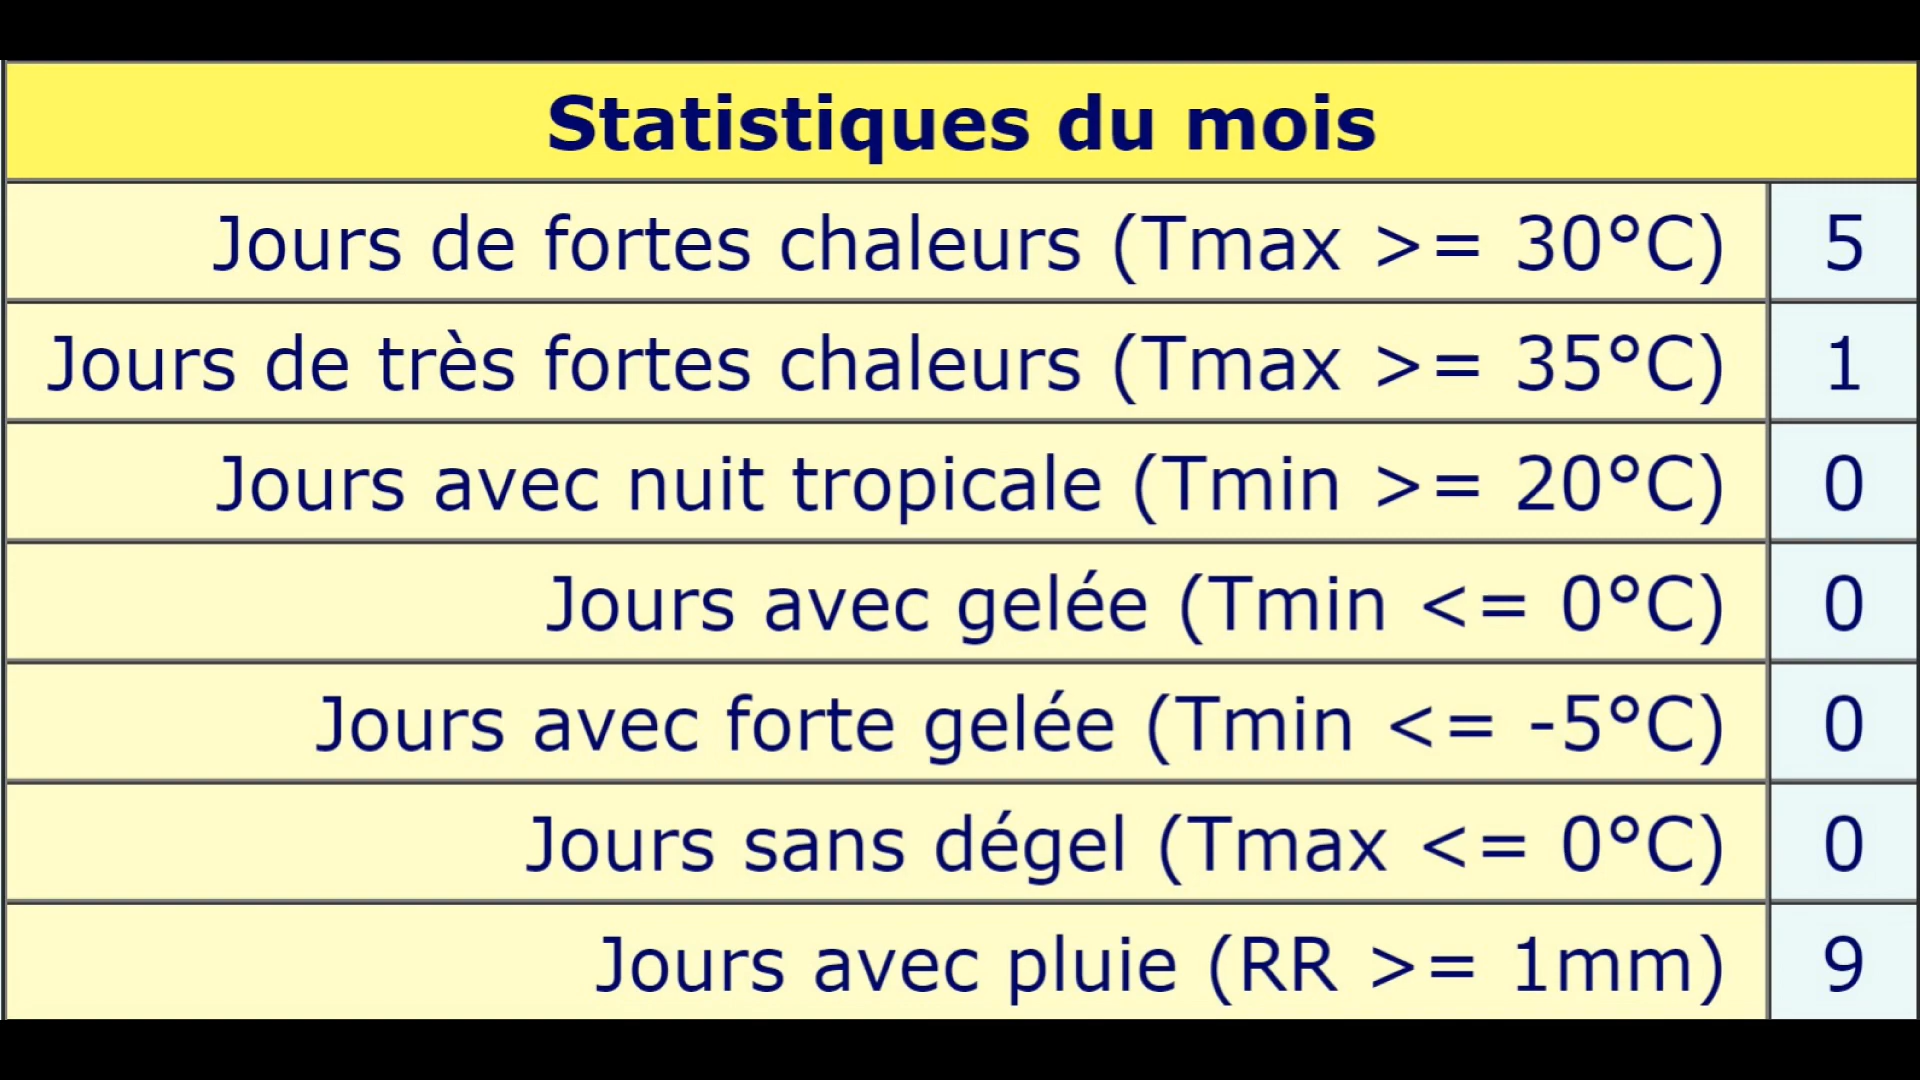 Statistiques du mois
Jours de fortes chaleurs (Tmax >= 30°C) 5
Jours de très fortes chaleurs (Tmax >= 35°C) 1
Jours avec nuit tropicale (Tmin >= 20°C) 0
Jours avec gelée (Tmin <= 0°C) 0
Jours avec forte gelée (Tmin <= -5°C) 0
Jours sans dégel (Tmax <= 0°C) 0
Jours avec pluie (RR >= 1mm) 9